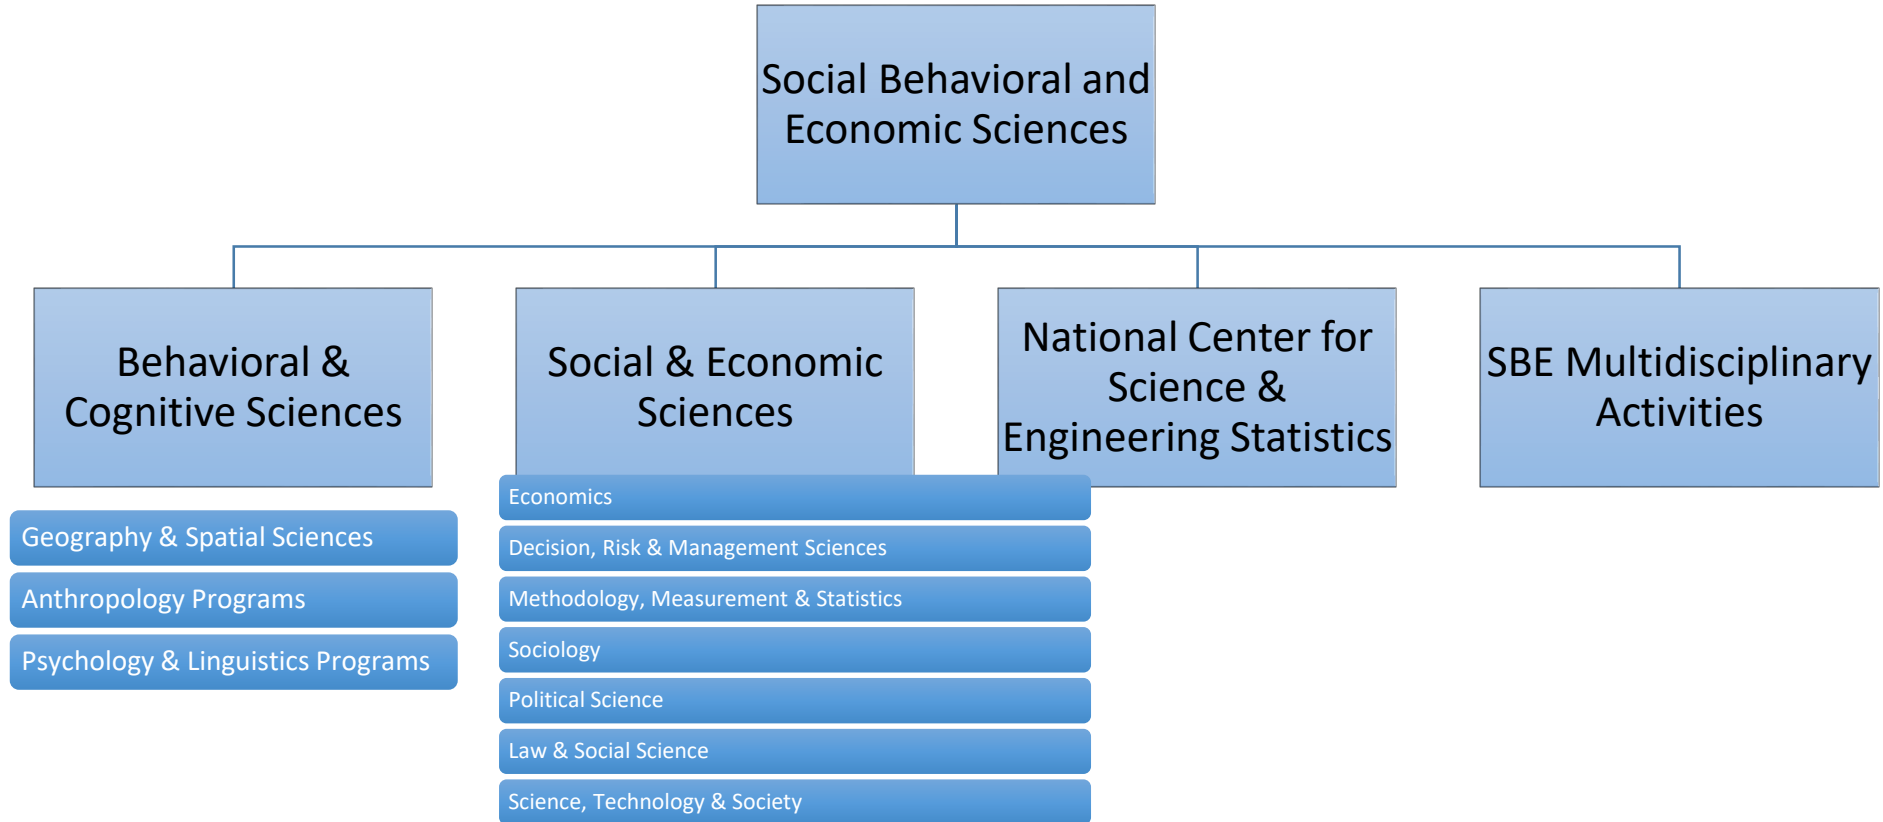 Social Behavioral and
Economic Sciences
Behavioral &
Cognitive Sciences
Social & Economic
Sciences
National Center for
Science &
Engineering Statistics
SBE Multidisciplinary
Activities
Geography & Spatial Sciences
Anthropology Programs
Psychology & Linguistics Programs
Economics
Decision, Risk & Management Sciences
Methodology, Measurement & Statistics
Sociology
Political Science
Law & Social Science
Science, Technology & Society